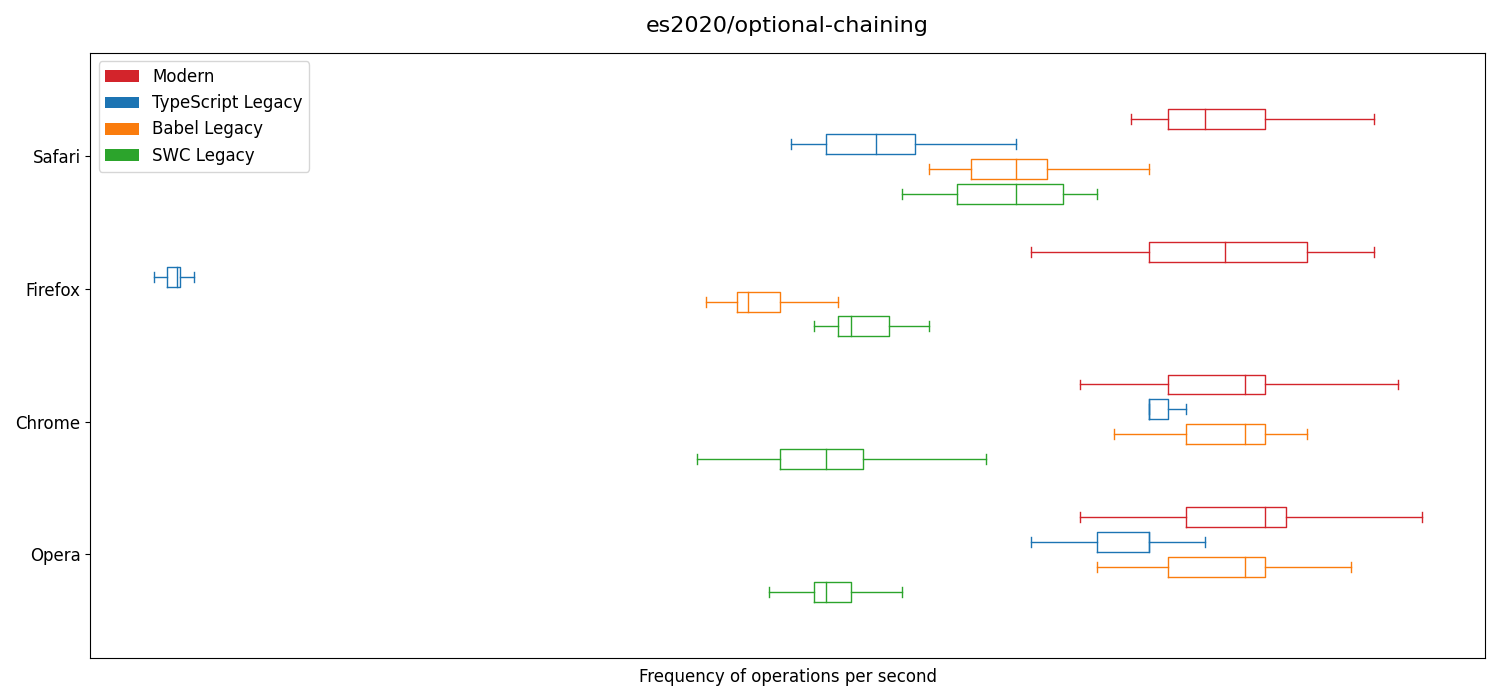 es2020/optional-chaining
Modern
TypeScript Legacy
Babel Legacy
SWC Legacy
Safari
Firefox
Chrome
Opera
Frequency of operations per second